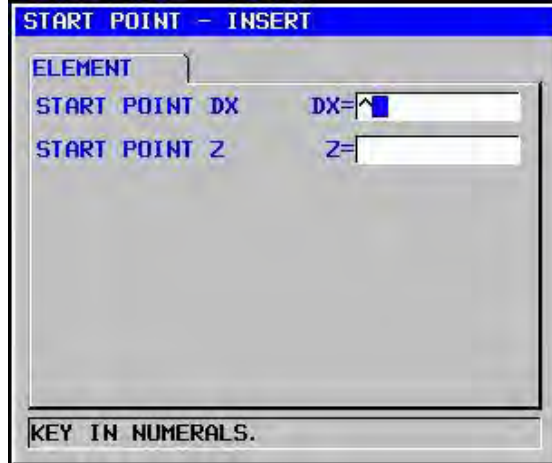 START POINT - INSERT
ELEMENT
START POINT DX DX=^
START POINT Z Z=
KEY IN NUMERALS.